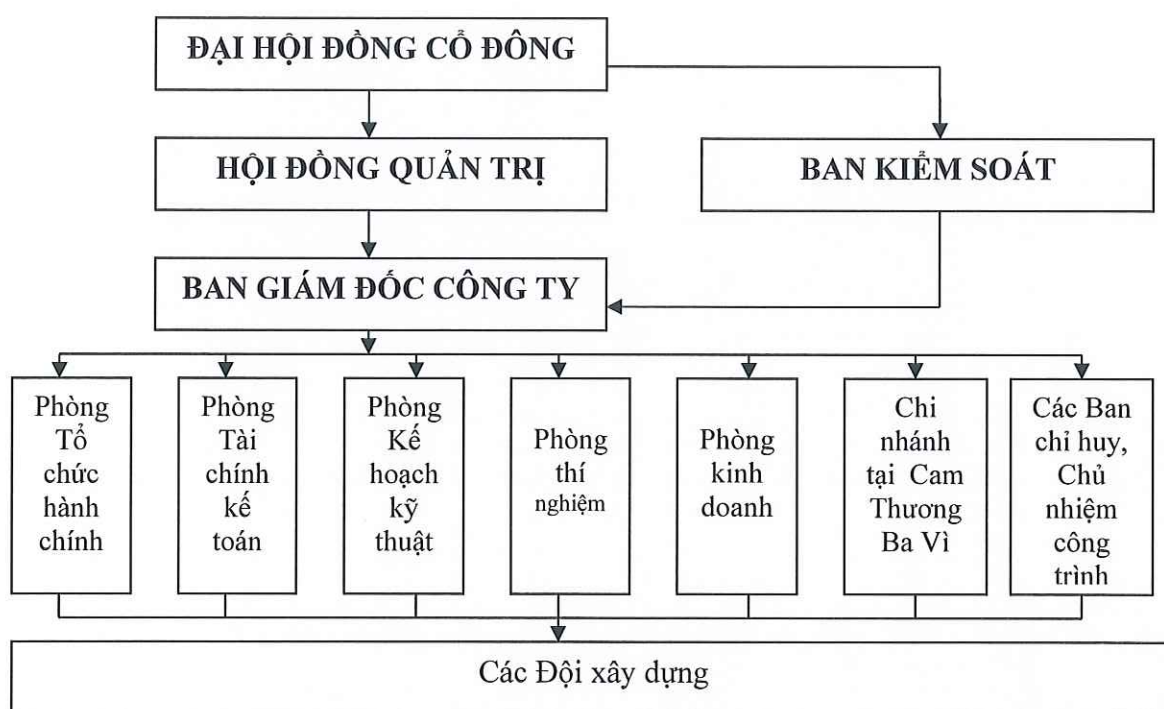 ĐẠI HỘI ĐỒNG CỔ ĐÔNG
HỘI ĐỒNG QUẢN TRỊ
BAN KIỂM SOÁT
BAN GIÁM ĐỐC CÔNG TY
Phòng
Tổ
chức
hành
chính
Phòng
Tài
chính
kế
toán
Phòng
Kế
hoạch
kỹ
thuật
Phòng
thí
nghiệm
Phòng
kinh
doanh
Chi
nhánh
tại Cam
Thương
Ba Vì
Các Ban
chỉ huy,
Chủ
nhiệm
công
trình
Các Đội xây dựng